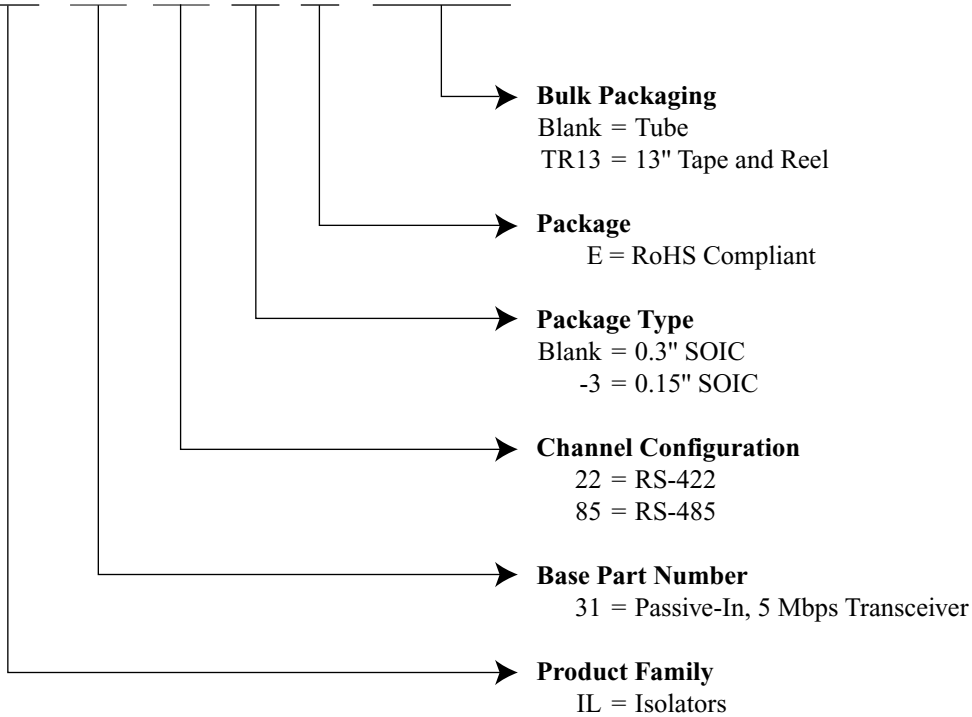 Bulk Packaging
Blank = Tube
TR13 = 13" Tape and Reel
Package
E = RoHS Compliant
Package Type
Blank = 0.3" SOIC
-3 = 0.15" SOIC
Channel Configuration
22 = RS-422
85 = RS-485
Base Part Number
31 = Passive-In, 5 Mbps Transceiver
Product Family
IL = Isolators